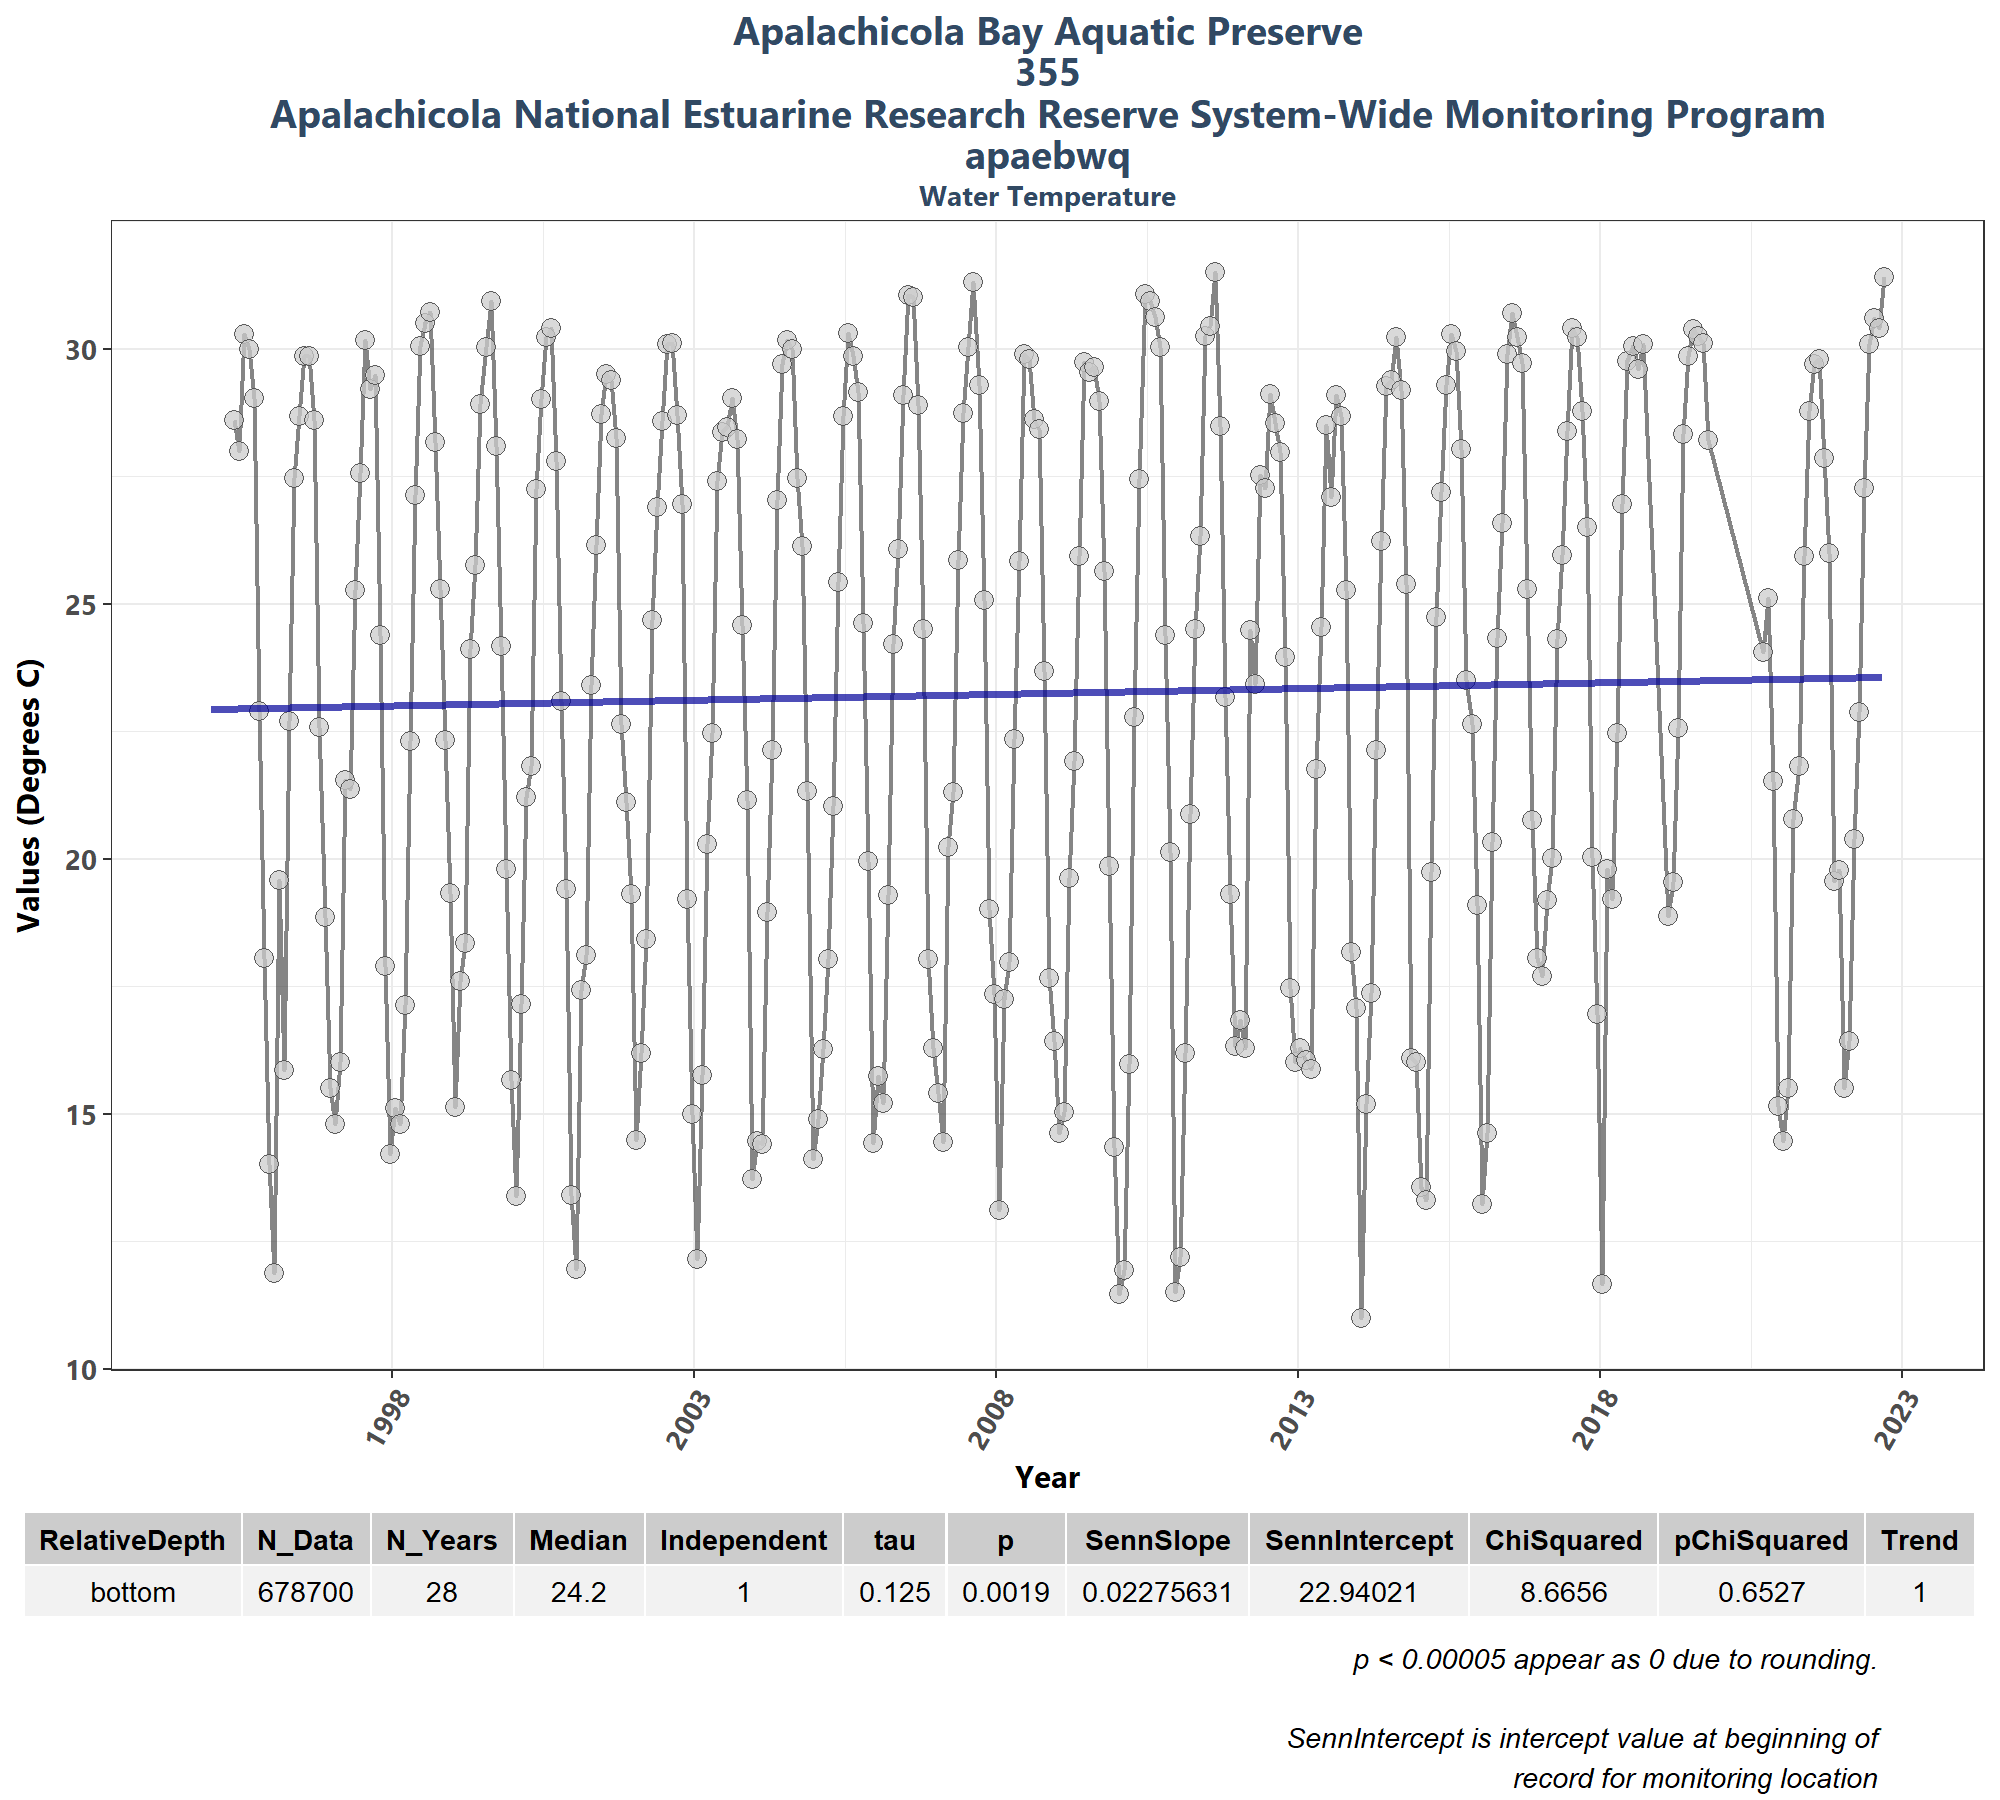 Apalachicola Bay Aquatic Preserve
355
Apalachicola National Estuarine Research Reserve System-Wide Monitoring Program
apaebwq
Water Temperature
Values (Degrees C)
30
25
20
15
10
1998 2003 2008 2013 2018 2023
Year
RelativeDepth N_Data N_Years Median Independent tau p SennSlope SennIntercept ChiSquared pChiSquared Trend
bottom 678700 28 24.2 1 0.125 0.0019 0.02275631 22.94021 8.6656 0.6527 1
p < 0.00005 appear as 0 due to rounding.
SennIntercept is intercept value at beginning of
record for monitoring location